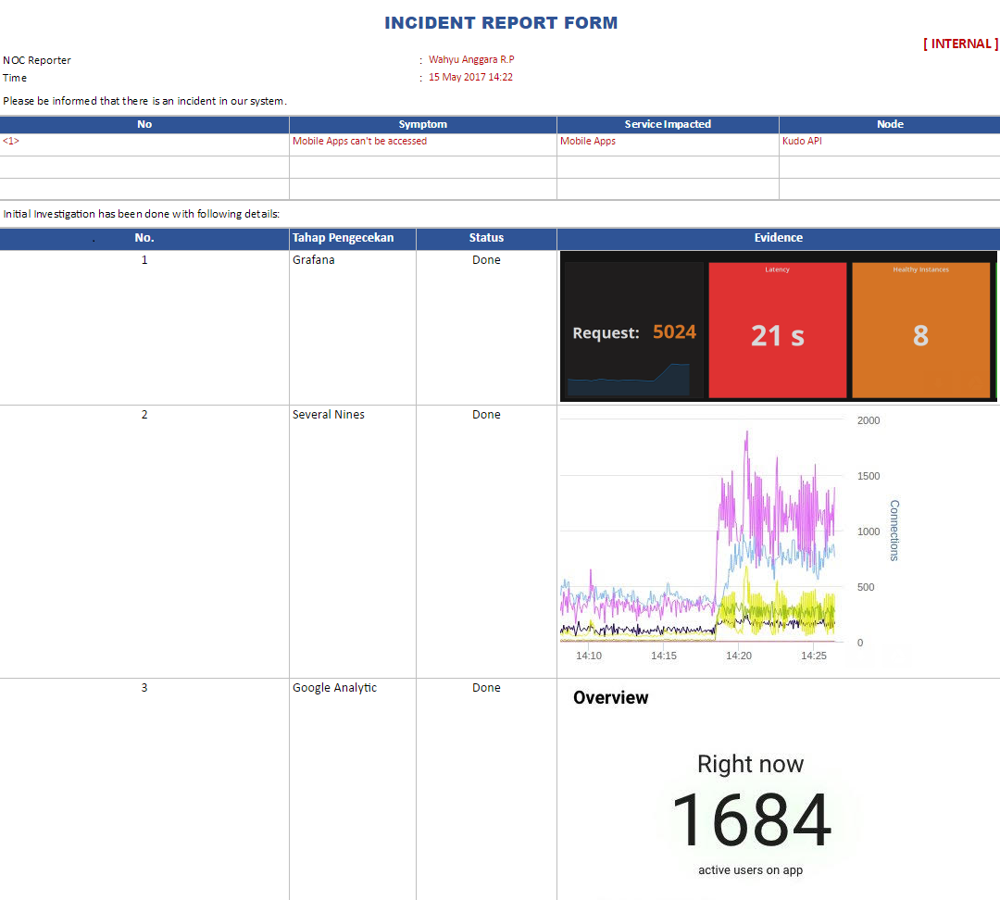 INCIDENT REPORT FORM
[ INTERNAL ]
NOC Reporter : Wahyu Anggara R.P
Time : 15 May 2017 14:22
Please be informed that there is an incident in our system.
No Symptom Service Impacted Node
<1> Mobile Apps can't be accessed Mobile Apps Kudo API
Initial Investigation has been done with following details:
No. Tahap Pengecekan Status Evidence
1 Grafana Done
Latency Healthy Instances
Request: 5024 21 s 8
2 Several Nines Done
2000
1500
1000
500
0
Connections
14:10 14:15 14:20 14:25
3 Google Analytic Done
Overview
Right now
1684
active users on app